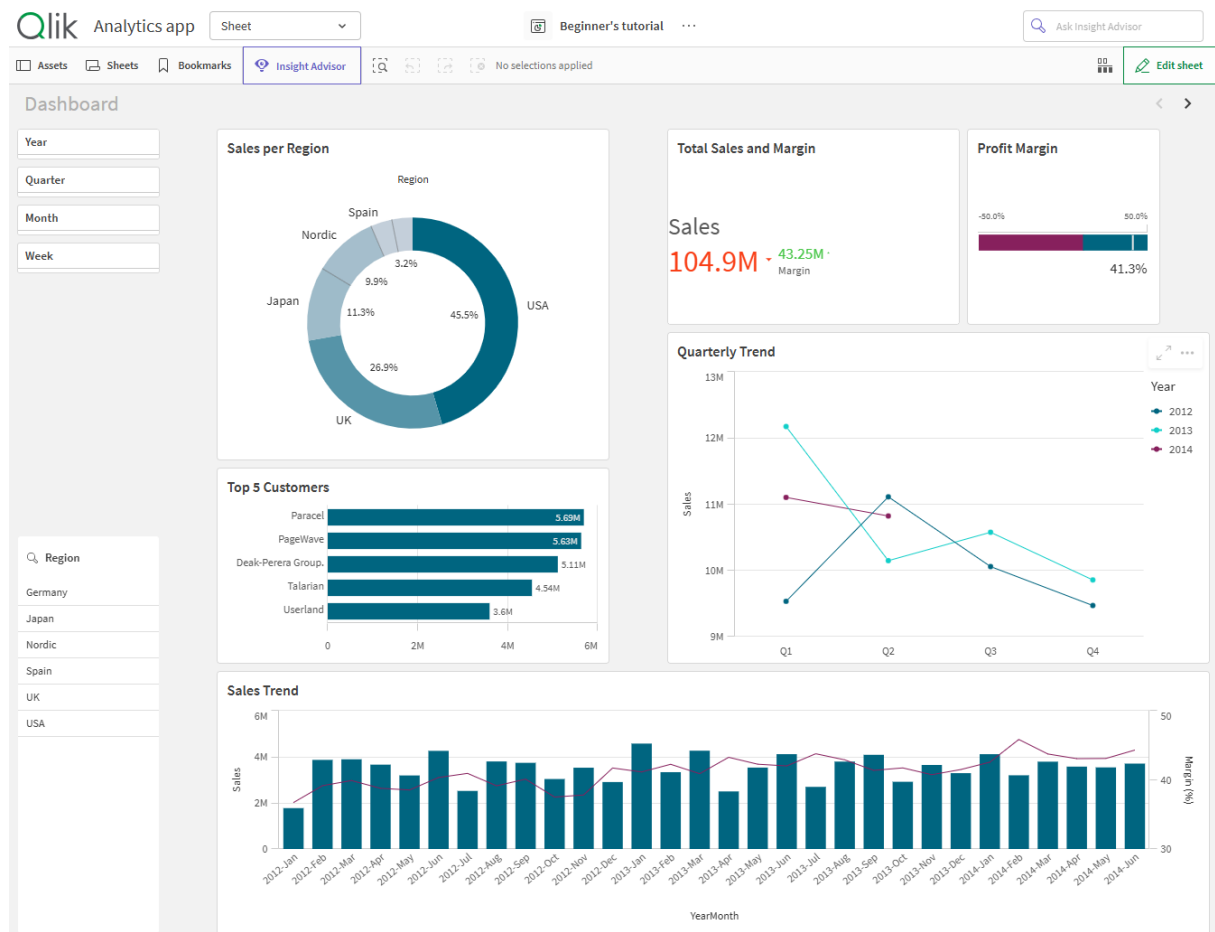 Qlik Analytics app Sheet Beginner's tutorial ... Ask Insight Advisor
Assets Sheets Bookmarks Insight Advisor No selections applied Edit sheet
Dashboard
Year
Quarter
Month
Week
Region
Germany
Japan
Nordic
Spain
UK
USA
Sales per Region
Region
Spain
Nordic
Japan
UK
USA
3.2%
9.9%
11.3%
26.9%
45.5%
Total Sales and Margin
Sales
104.9M
43.25M
Margin
Profit Margin
-50.0% 50.0%
41.3%
Top 5 Customers
Paracel 5.69M
PageWave 5.63M
Deak-Perera Group. 5.11M
Talarian 4.54M
Userland 3.6M
0 2M 4M 6M
Quarterly Trend
13M
12M
11M
10M
9M
Sales
Q1 Q2 Q3 Q4
Year
2012
2013
2014
Sales Trend
6M
4M
2M
0
Sales
50
40
30
Margin (%)
2012-Jan 2012-Feb 2012-Mar 2012-Apr 2012-May 2012-Jun 2012-Jul 2012-Aug 2012-Sep 2012-Oct 2012-Nov 2012-Dec 2013-Jan 2013-Feb 2013-Mar 2013-Apr 2013-May 2013-Jun 2013-Jul 2013-Aug 2013-Sep 2013-Oct 2013-Nov 2013-Dec 2014-Jan 2014-Feb 2014-Mar 2014-Apr 2014-May 2014-Jun
YearMonth